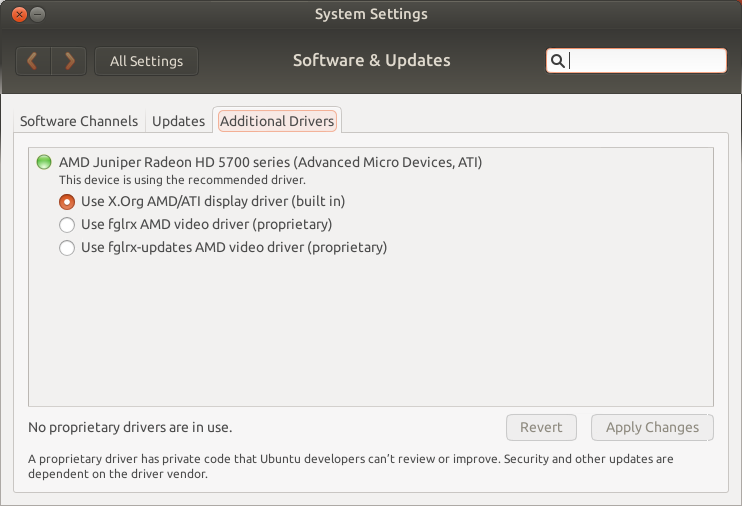 System Settings
All Settings
Software & Updates
Software Channels
Updates
Additional Drivers
AMD Juniper Radeon HD 5700 series (Advanced Micro Devices, ATI)
This device is using the recommended driver.
Use X.Org AMD/ATI display driver (built in)
Use fglrx AMD video driver (proprietary)
Use fglrx-updates AMD video driver (proprietary)
No proprietary drivers are in use.
Revert
Apply Changes
A proprietary driver has private code that Ubuntu developers can't review or improve. Security and other updates are
dependent on the driver vendor.